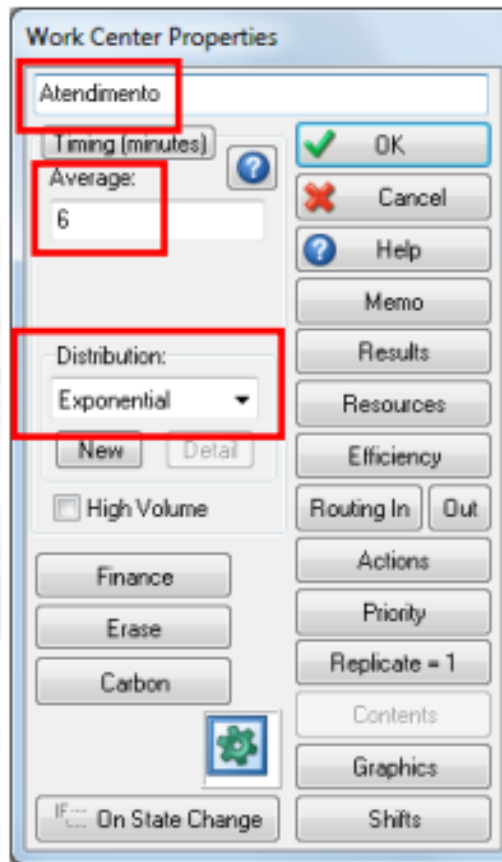 Work Center Properties
Atendimento
Timing (minutes)
Average:
6
Distribution:
Exponential
New Detail
High Volume
Finance
Erase
Carbon
IF On State Change
OK
Cancel
Help
Memo
Results
Resources
Efficiency
Routing In Out
Actions
Priority
Replicate = 1
Contents
Graphics
Shifts